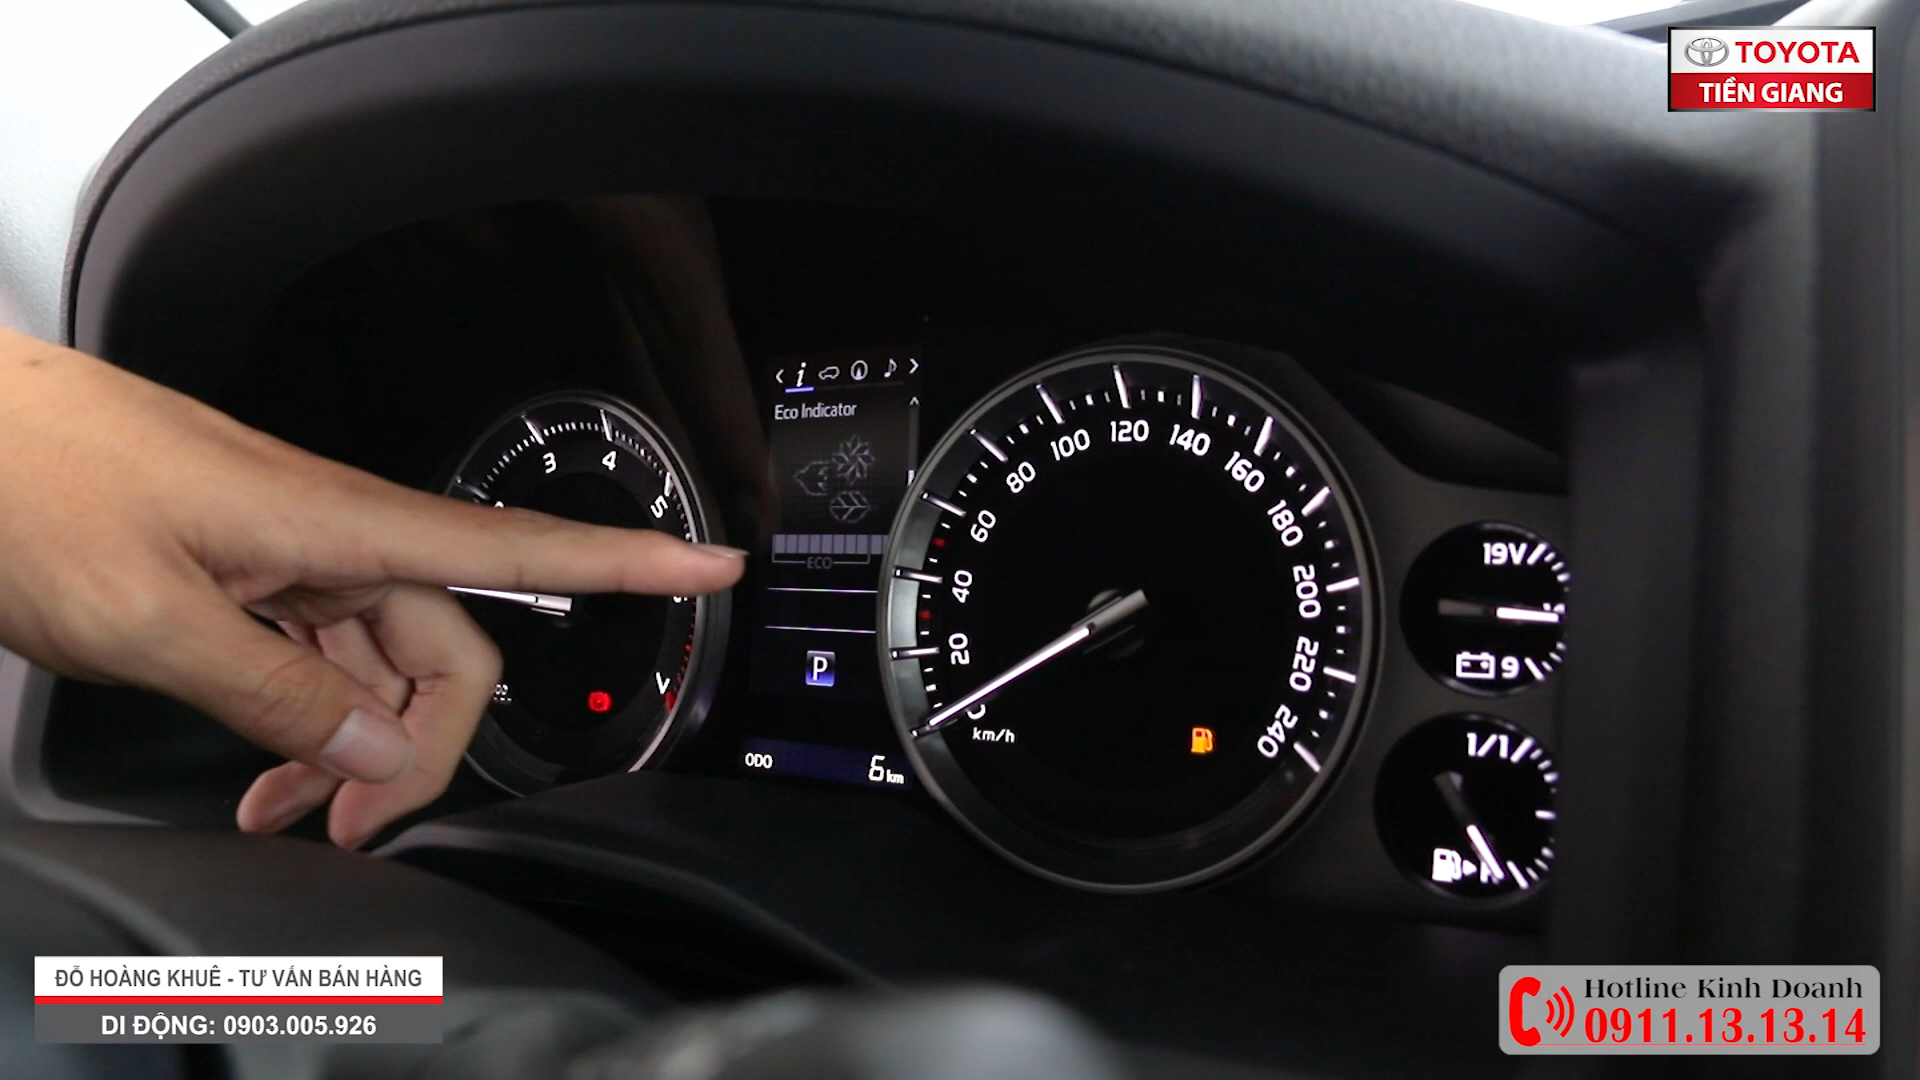 TOYOTA
TIỀN GIANG
Eco Indicator
ECO
P
ODO 6 km
3
4
5
20
40
60
80
100
120
140
160
180
200
220
240
km/h
19V
9
1/1
ĐỖ HOÀNG KHUÊ - TƯ VẤN BÁN HÀNG
DI ĐỘNG: 0903.005.926
Hotline Kinh Doanh
0911.13.13.14